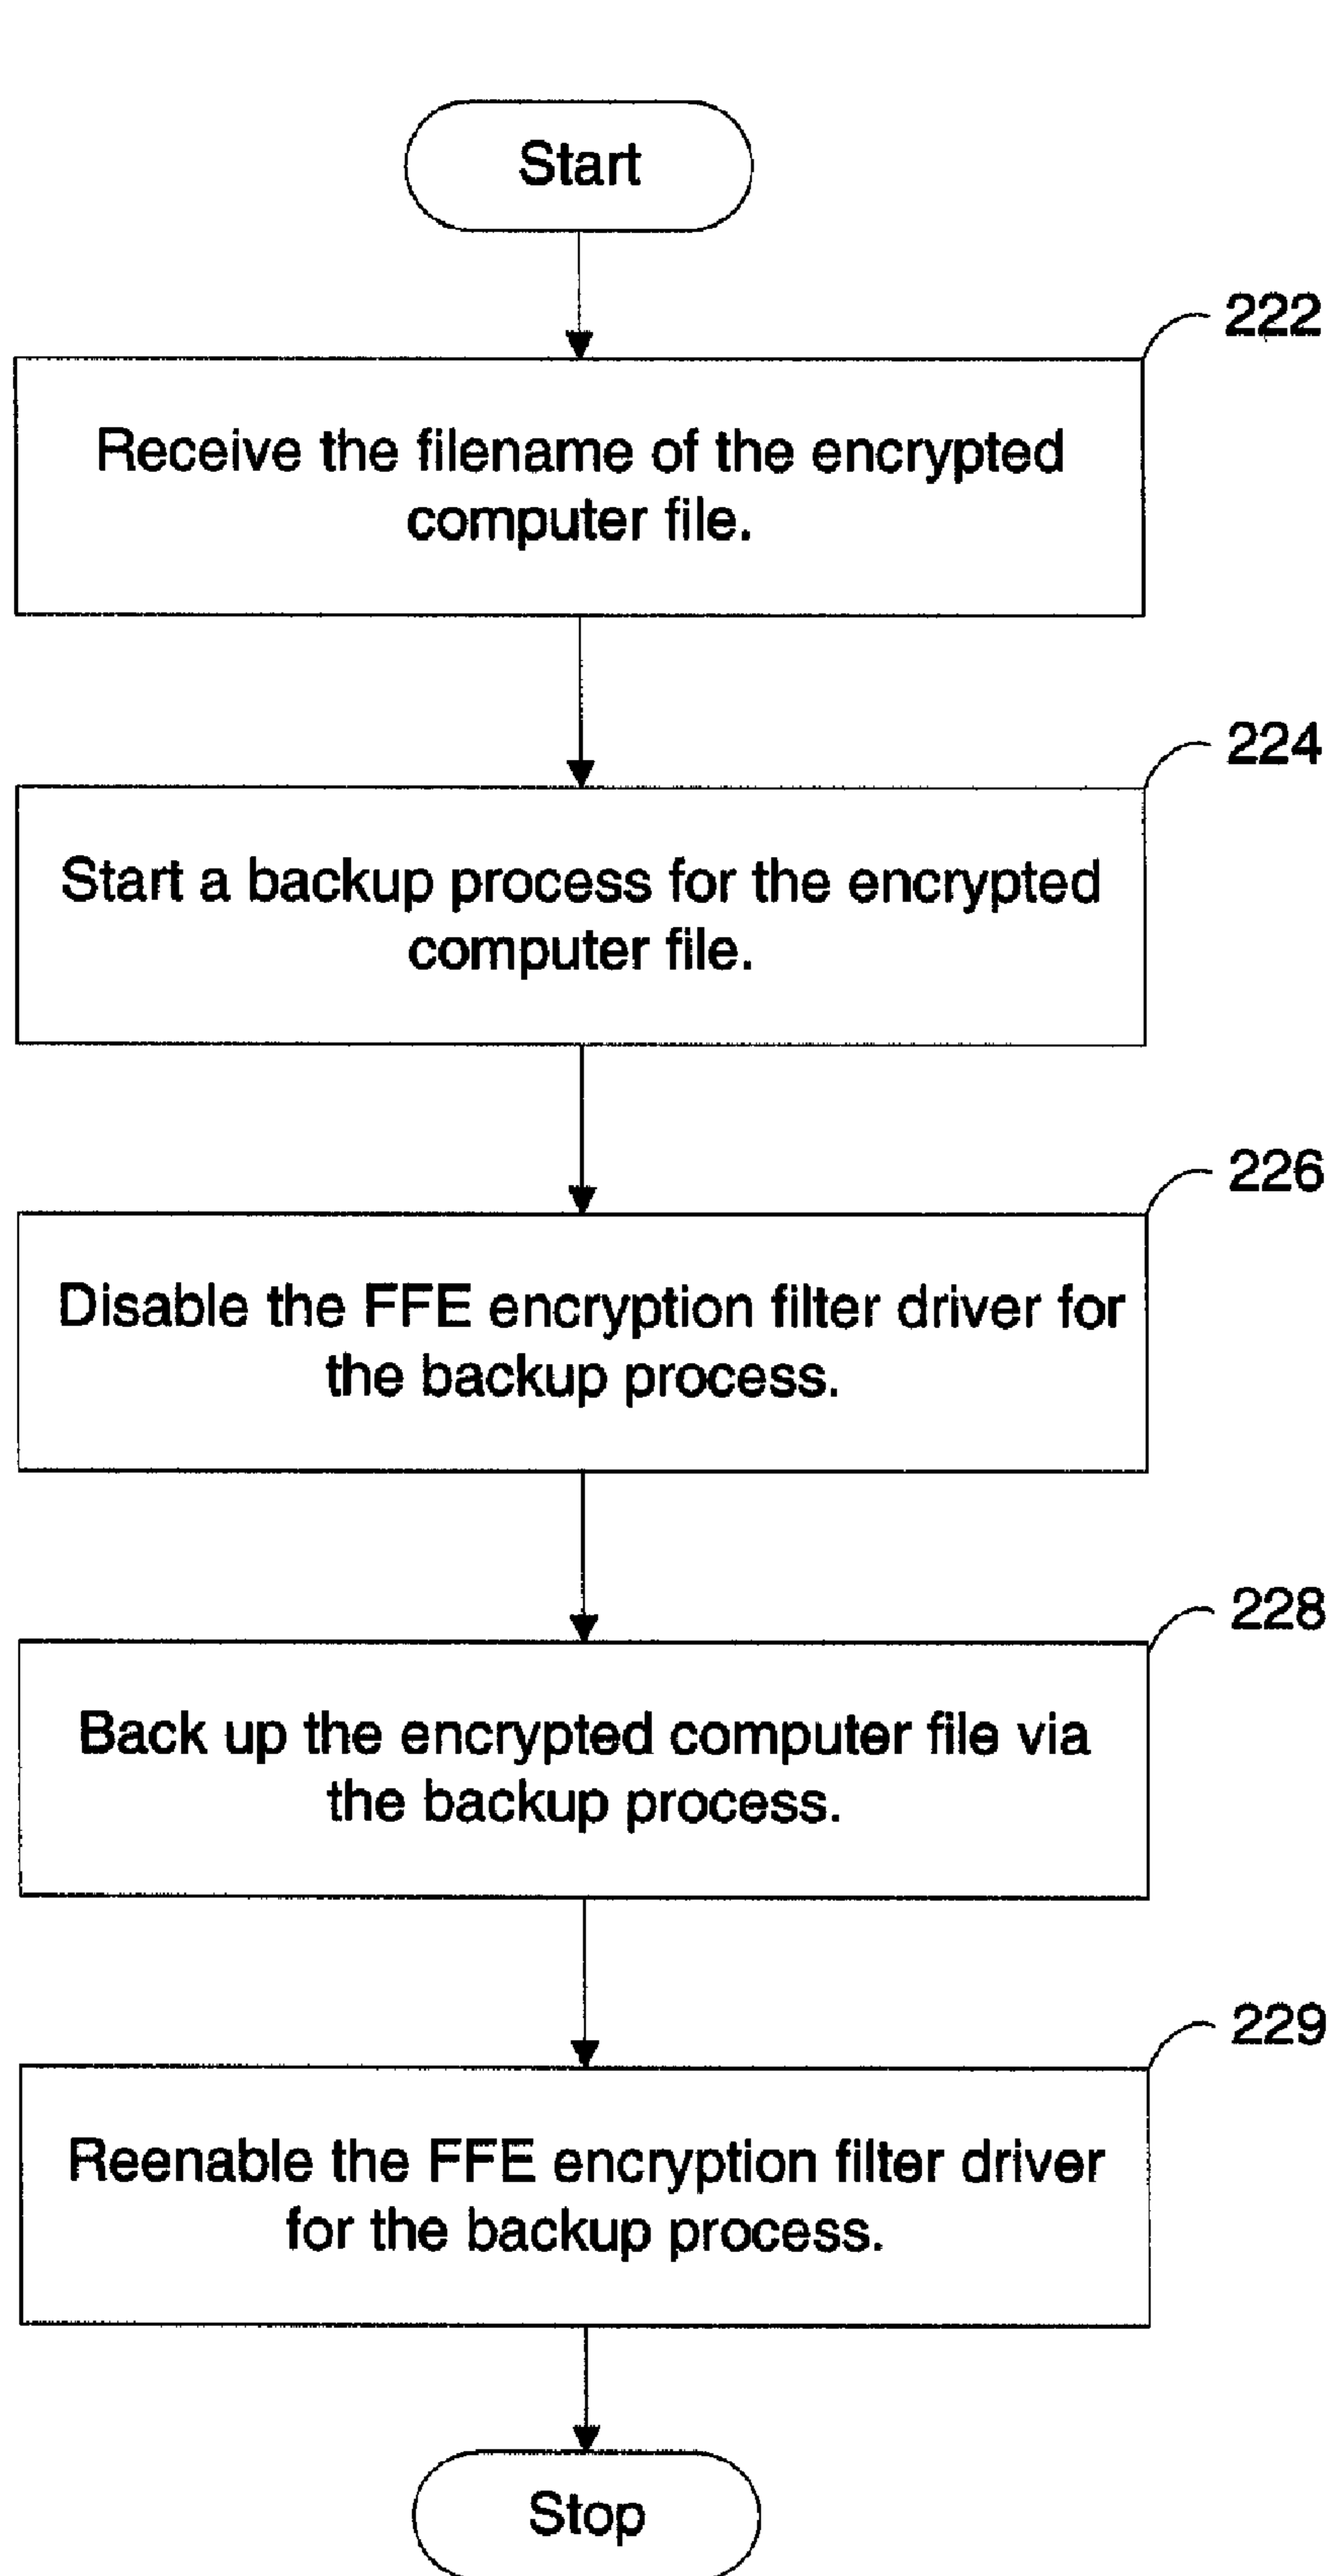 Start
222
Receive the filename of the encrypted
computer file.
224
Start a backup process for the encrypted
computer file.
226
Disable the FFE encryption filter driver for
the backup process.
228
Back up the encrypted computer file via
the backup process.
229
Reenable the FFE encryption filter driver
for the backup process.
Stop